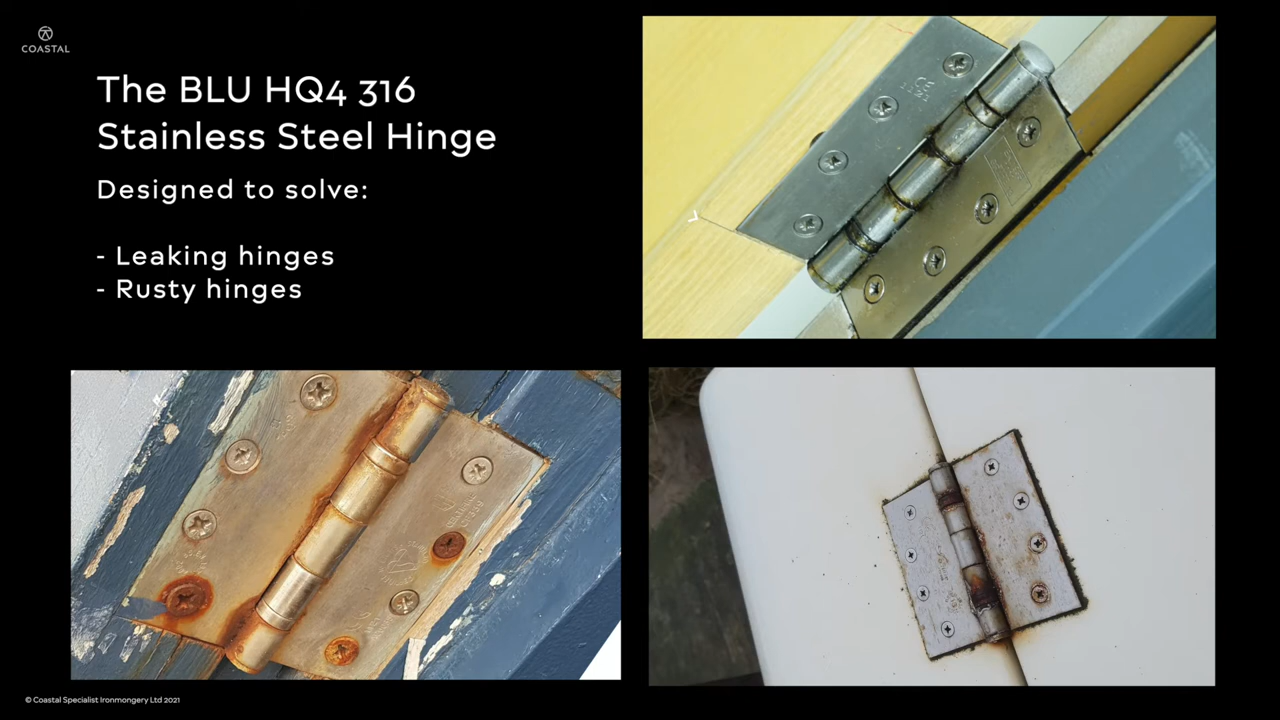 COASTAL
The BLU HQ4 316
Stainless Steel Hinge
Designed to solve:
- Leaking hinges
- Rusty hinges
© Coastal Specialist Ironmongery Ltd 2021